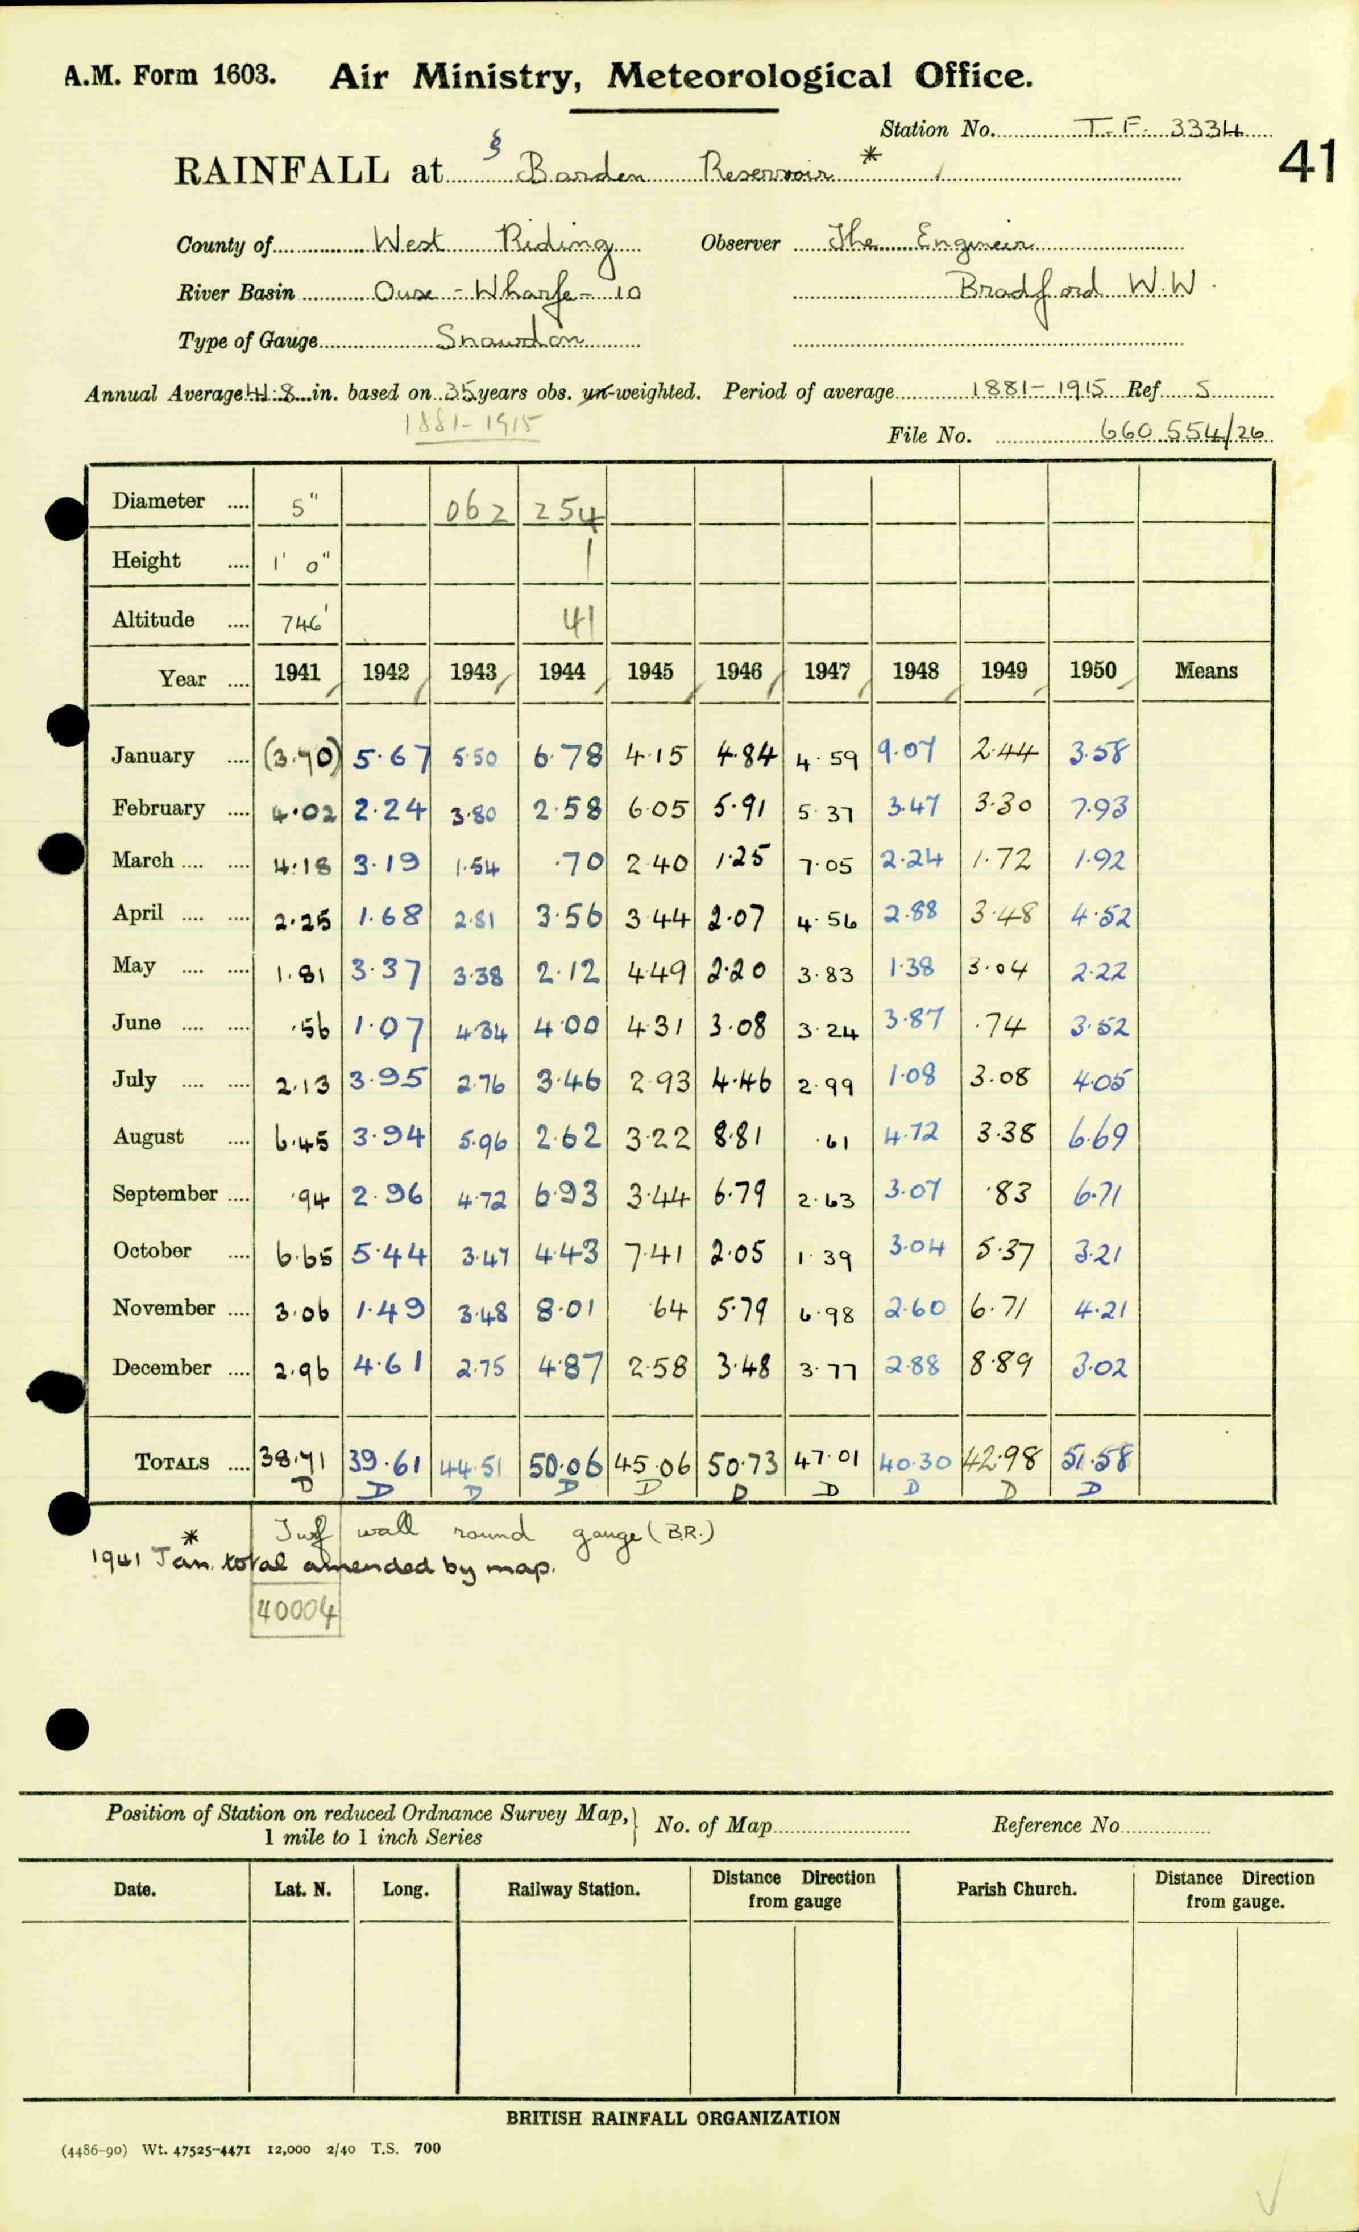 A.M. Form 1603. Air Ministry, Meteorological Office.
Station No. T.F. 3334
41
RAINFALL at § Barden Reservoir *
County of West Riding Observer The Engineer
River Basin Ouse - Wharfe - 10 Bradford W.W.
Type of Gauge Snowdon
Annual Average 41.8 in. based on 35 years obs. un-weighted. Period of average 1881-1915 Ref S
1881-1915
File No. 660554/26
Diameter .... 5" 062 254
Height .... 1' 0" 1
Altitude .... 746' 41
Year .... 1941 1942 1943 1944 1945 1946 1947 1948 1949 1950 Means
January .... (3.70) 5.67 5.50 6.78 4.15 4.84 4.59 9.07 2.44 3.58
February .... 4.02 2.24 3.80 2.58 6.05 5.91 5.37 3.47 3.30 7.93
March .... .... 4.18 3.19 1.54 .70 2.40 1.25 7.05 2.24 1.72 1.92
April .... .... 2.25 1.68 2.81 3.56 3.44 2.07 4.56 2.88 3.48 4.52
May .... .... 1.81 3.37 3.38 2.12 4.49 2.20 3.83 1.38 3.04 2.22
June .... .... .56 1.07 4.34 4.00 4.31 3.08 3.24 3.87 .74 3.52
July .... .... 2.13 3.95 2.76 3.46 2.93 4.46 2.99 1.08 3.08 4.05
August .... 6.45 3.94 5.96 2.62 3.22 8.81 .61 4.72 3.38 6.69
September .... .94 2.96 4.72 6.93 3.44 6.79 2.63 3.07 .83 6.71
October .... 6.65 5.44 3.47 4.43 7.41 2.05 1.39 3.04 5.37 3.21
November .... 3.06 1.49 3.48 8.01 .64 5.79 6.98 2.60 6.71 4.21
December .... 2.96 4.61 2.75 4.87 2.58 3.48 3.77 2.88 8.89 3.02
TOTALS .... 38.71 39.61 44.51 50.06 45.06 50.73 47.01 40.30 42.98 51.58
D D D D D D D D D D
* Turf wall round gauge (B.R.)
1941 Jan. total amended by map.
40004
Position of Station on reduced Ordnance Survey Map,
1 mile to 1 inch Series
No. of Map Reference No.
Date. Lat. N. Long. Railway Station. Distance Direction from gauge Parish Church. Distance Direction from gauge.
BRITISH RAINFALL ORGANIZATION
(4486-90) Wt. 47525-4471 12,000 2/40 T.S. 700